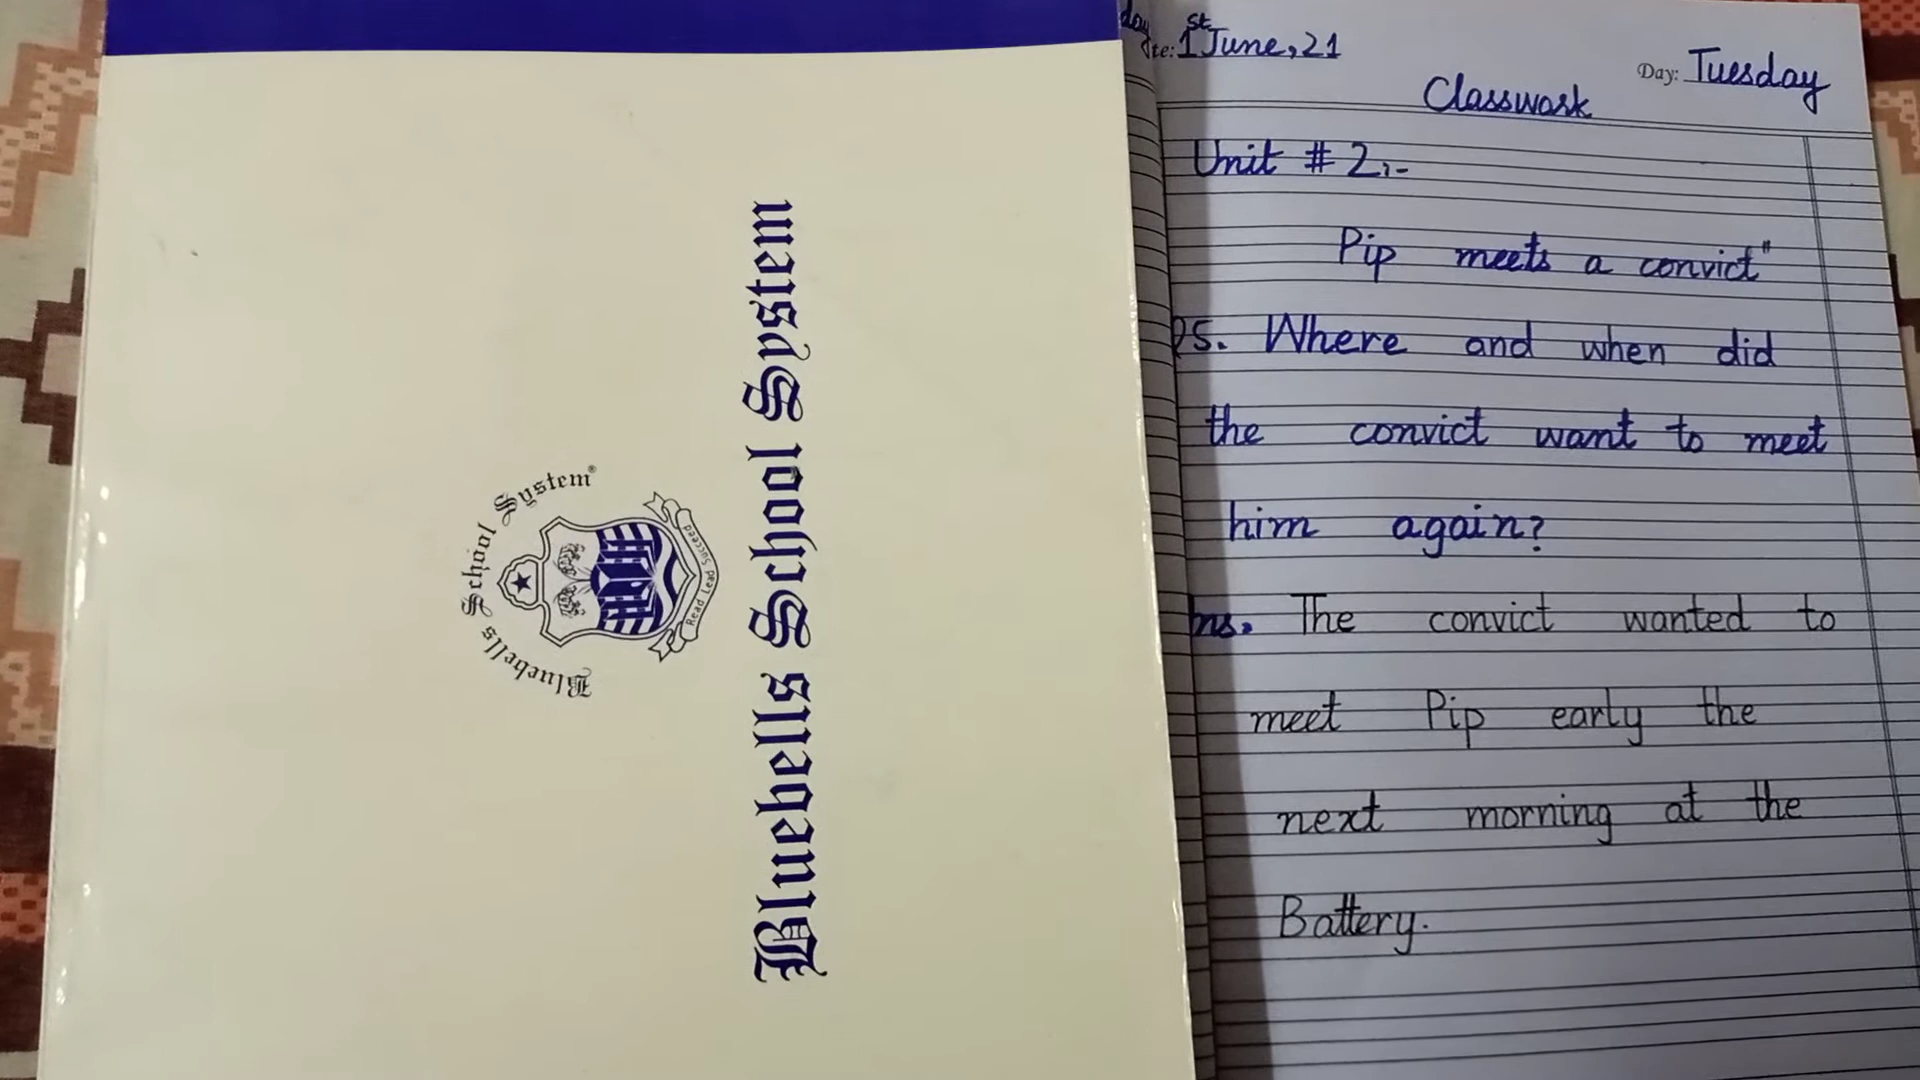 Bluebells School System®
Read Lead Succeed
Bluebells School System
1st June, 21
Day: Tuesday
Classwork
Unit # 2:-
Pip meets a convict"
Q5. Where and when did
the convict want to meet
him again?
Ans. The convict wanted to
meet Pip early the
next morning at the
Battery.